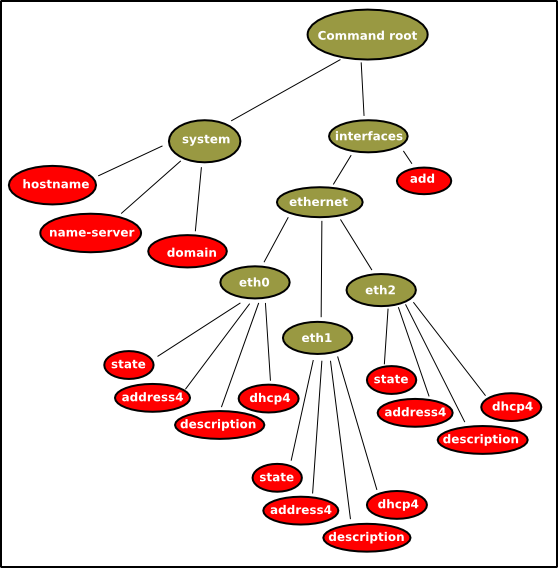 Command root
system
interfaces
hostname
add
name-server
ethernet
domain
eth0
eth2
eth1
state
address4
description
dhcp4
state
address4
description
dhcp4
state
address4
description
dhcp4